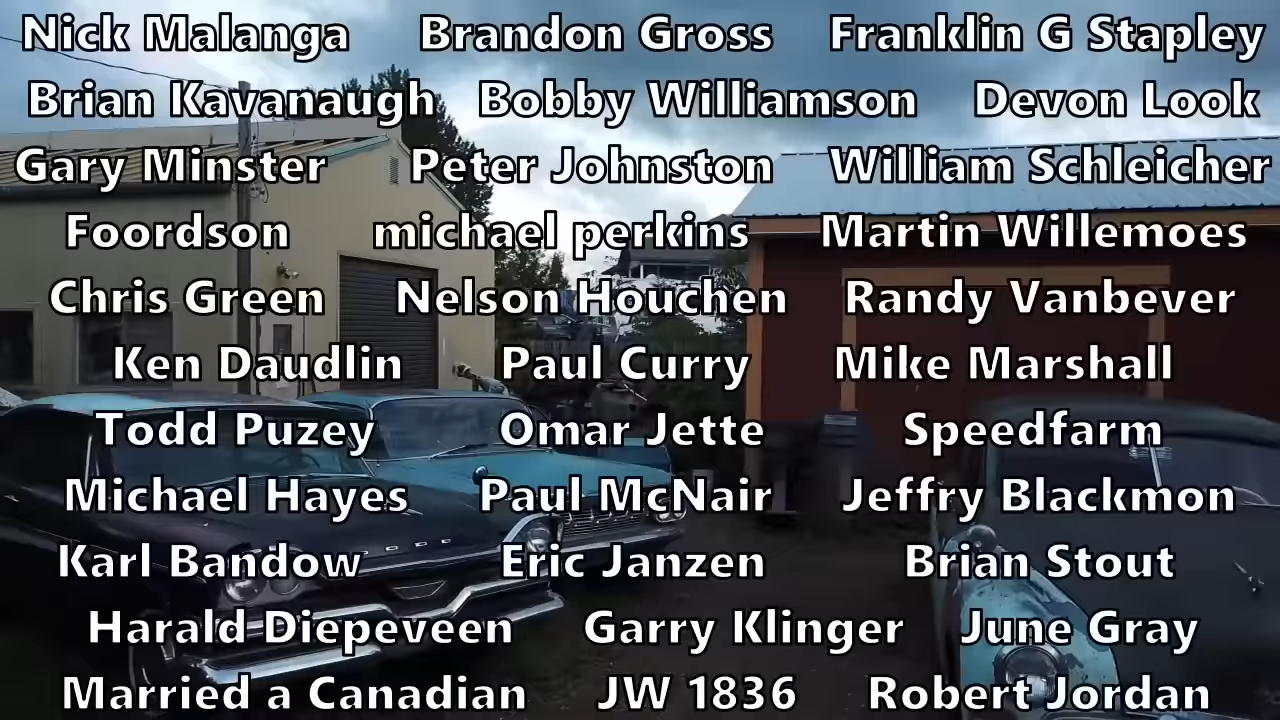 Nick Malanga Brandon Gross Franklin G Stapley
Brian Kavanaugh Bobby Williamson Devon Look
Gary Minster Peter Johnston William Schleicher
Foordson michael perkins Martin Willemoes
Chris Green Nelson Houchen Randy Vanbever
Ken Daudlin Paul Curry Mike Marshall
Todd Puzey Omar Jette Speedfarm
Michael Hayes Paul McNair Jeffry Blackmon
Karl Bandow Eric Janzen Brian Stout
Harald Diepeveen Garry Klinger June Gray
Married a Canadian JW 1836 Robert Jordan